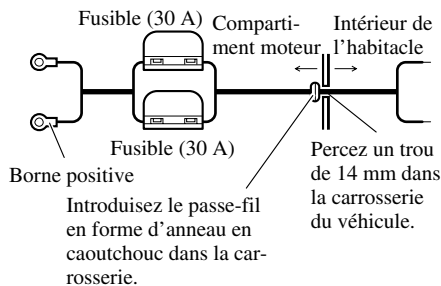 Fusible (30 A)
Comparti-
ment moteur
Intérieur de
l'habitacle
Fusible (30 A)
Borne positive
Percez un trou
de 14 mm dans
la carrosserie
du véhicule.
Introduisez le passe-fil
en forme d'anneau en
caoutchouc dans la car-
rosserie.